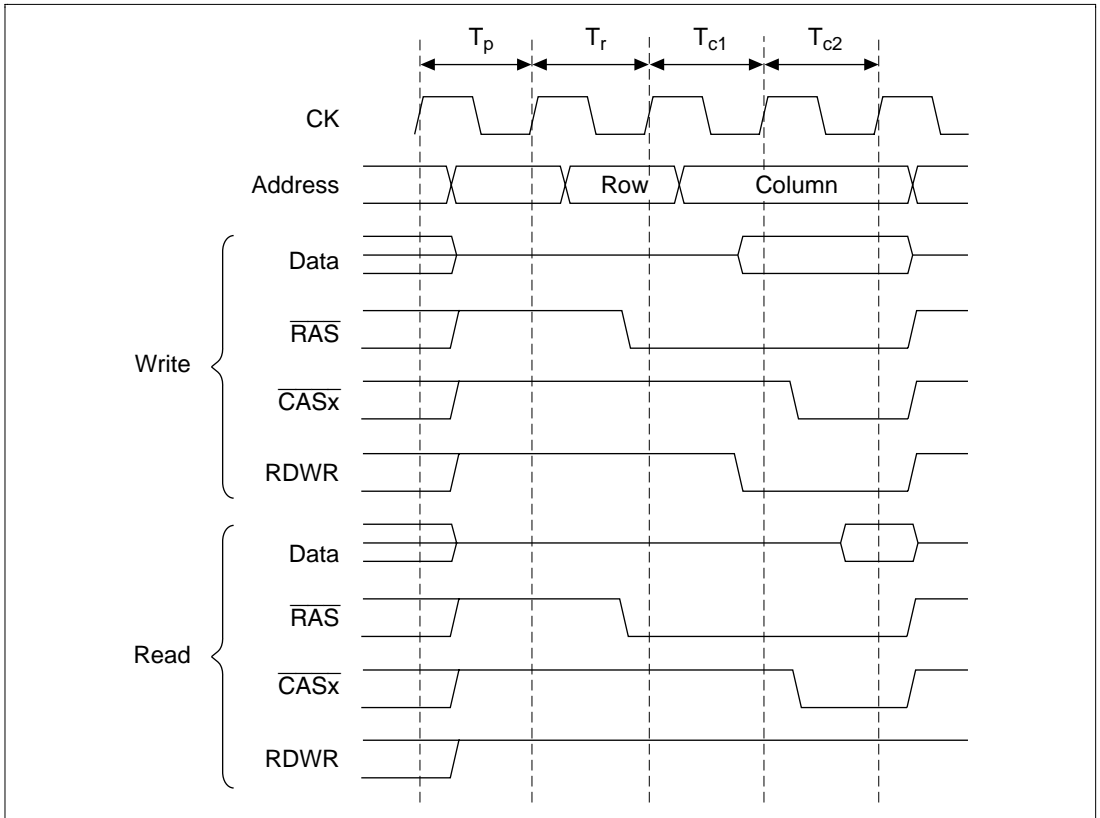 Tp Tr Tc1 Tc2
CK
Address Row Column
Data
RAS
Write
CASx
RDWR
Data
RAS
Read
CASx
RDWR